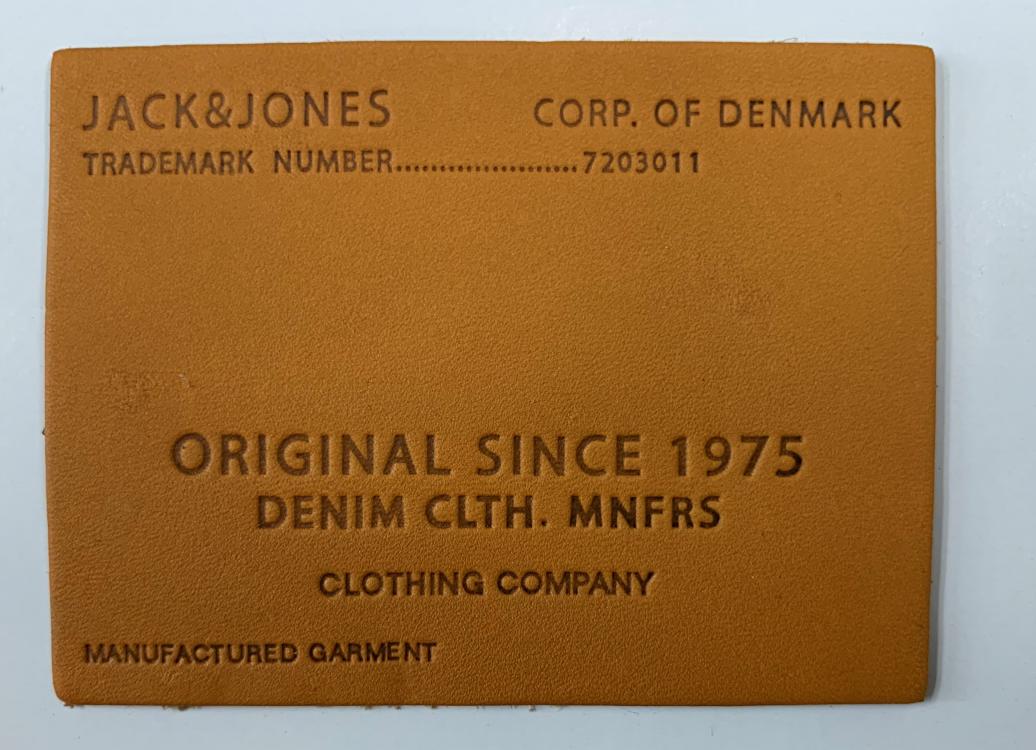 JACK&JONES CORP. OF DENMARK
TRADEMARK NUMBER.....................7203011
ORIGINAL SINCE 1975
DENIM CLTH. MNFRS
CLOTHING COMPANY
MANUFACTURED GARMENT